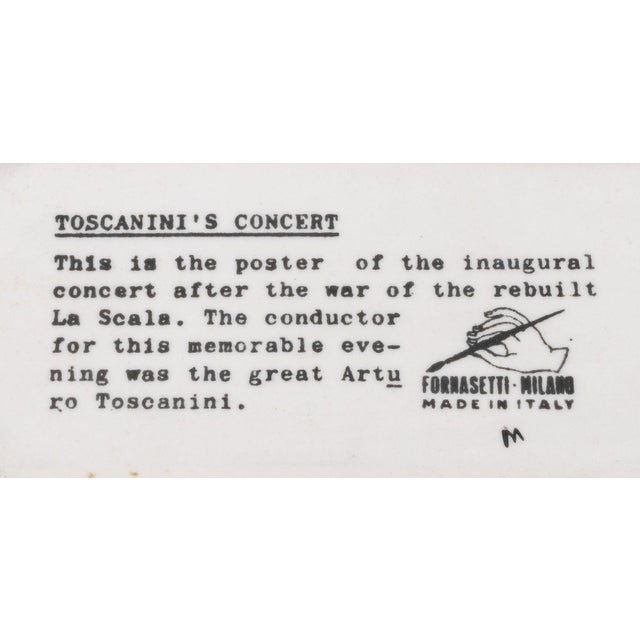 TOSCANINI'S CONCERT
This is the poster of the inaugural
concert after the war of the rebuilt
La Scala. The conductor
for this memorable eve-
ning was the great Artu
ro Toscanini.
FORNASETTI·MILANO
MADE IN ITALY
M